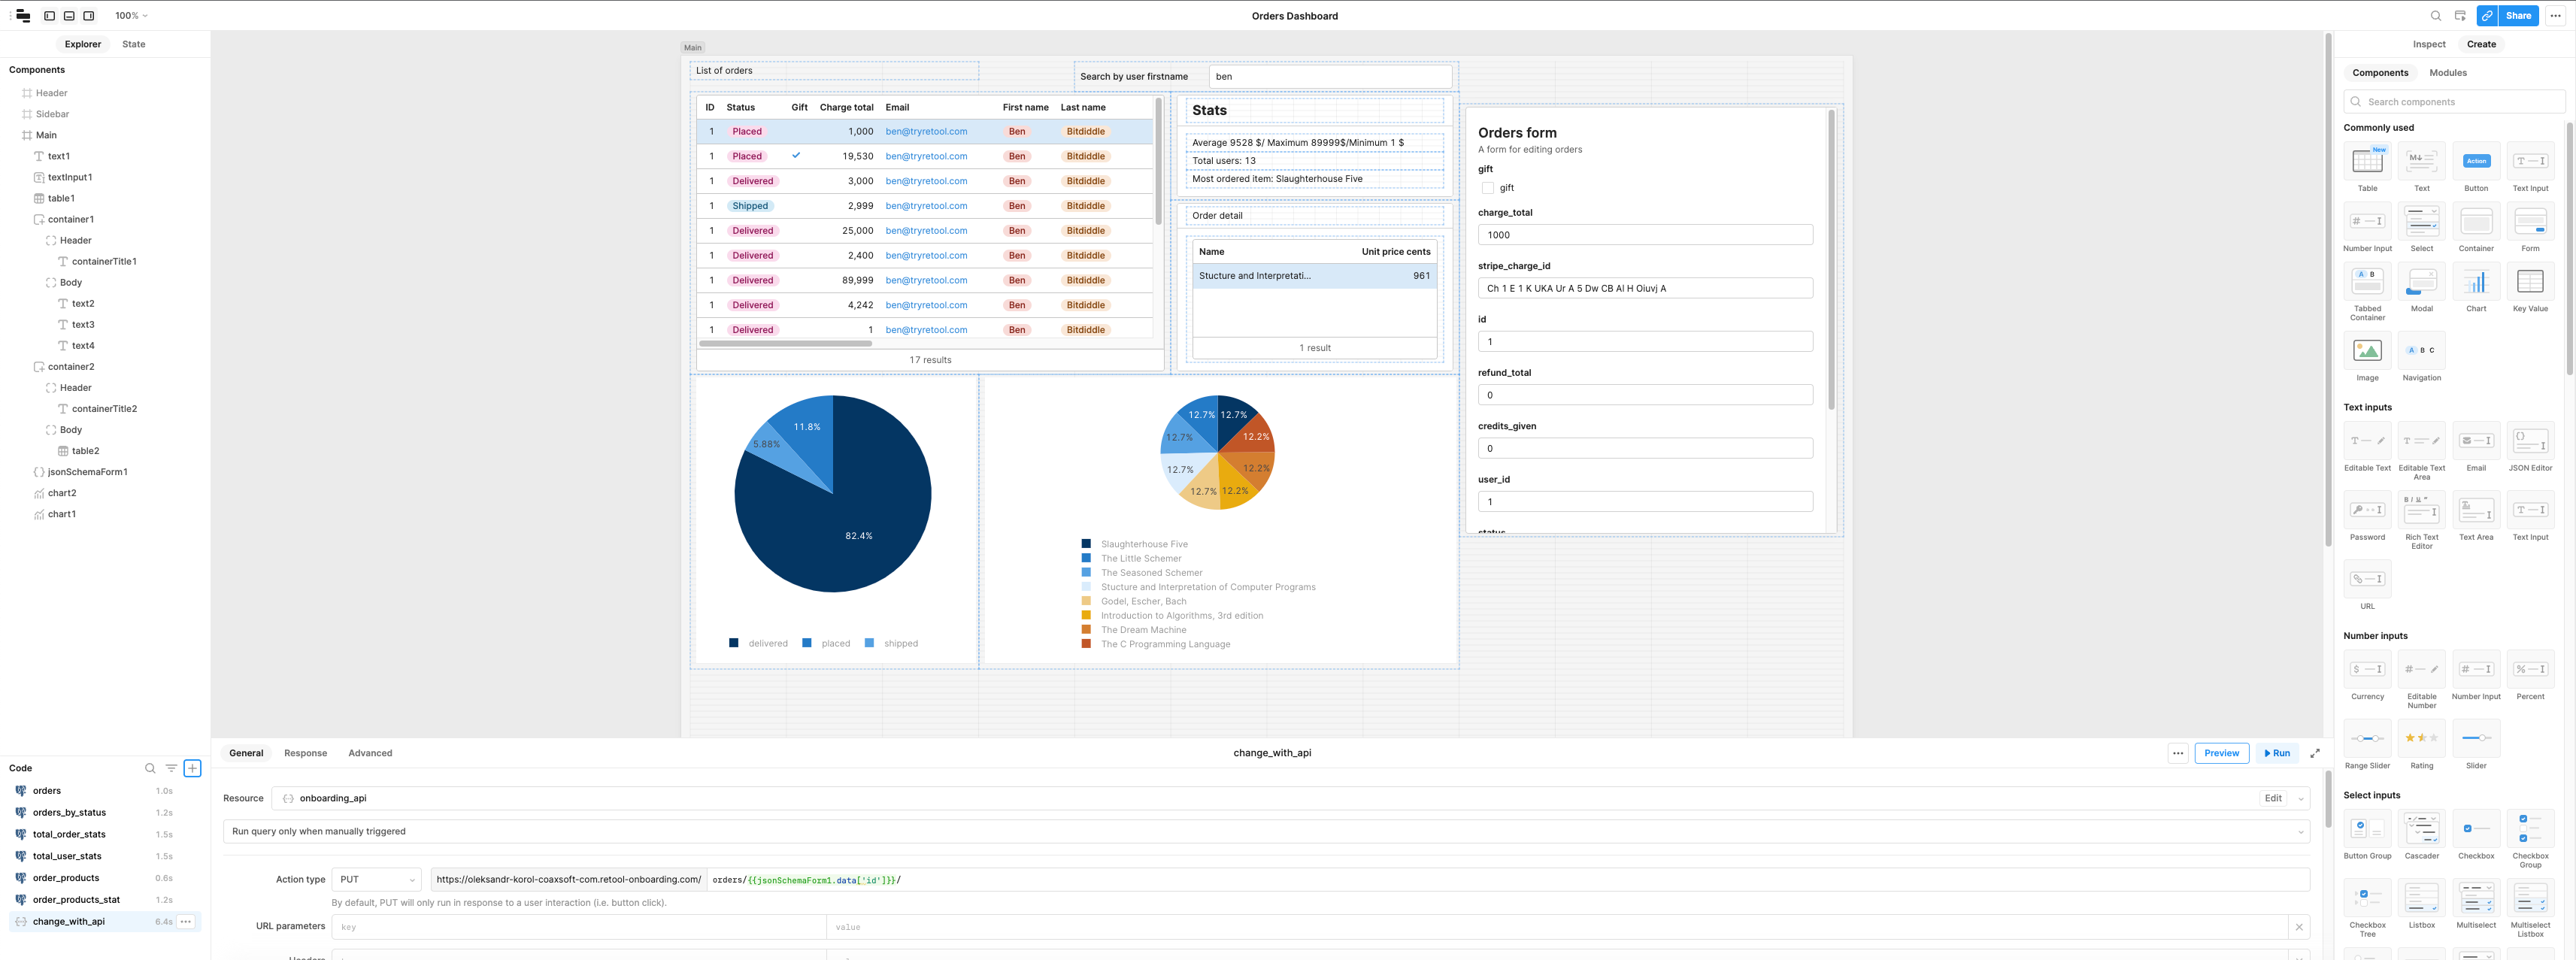 100%
Orders Dashboard
Share
Explorer
State
Components
Header
Sidebar
Main
text1
textInput1
table1
container1
Header
containerTitle1
Body
text2
text3
text4
container2
Header
containerTitle2
Body
table2
jsonSchemaForm1
chart2
chart1
Code
orders 1.0s
orders_by_status 1.2s
total_order_stats 1.5s
total_user_stats 1.5s
order_products 0.6s
order_products_stat 1.2s
change_with_api 6.4s
Main
List of orders
Search by user firstname
ben
ID Status Gift Charge total Email First name Last name
1 Placed 1,000 ben@tryretool.com Ben Bitdiddle
1 Placed 19,530 ben@tryretool.com Ben Bitdiddle
1 Delivered 3,000 ben@tryretool.com Ben Bitdiddle
1 Shipped 2,999 ben@tryretool.com Ben Bitdiddle
1 Delivered 25,000 ben@tryretool.com Ben Bitdiddle
1 Delivered 2,400 ben@tryretool.com Ben Bitdiddle
1 Delivered 89,999 ben@tryretool.com Ben Bitdiddle
1 Delivered 4,242 ben@tryretool.com Ben Bitdiddle
1 Delivered 1 ben@tryretool.com Ben Bitdiddle
17 results
Stats
Average 9528 $/ Maximum 89999$/Minimum 1 $
Total users: 13
Most ordered item: Slaughterhouse Five
Order detail
Name Unit price cents
Stucture and Interpretati... 961
1 result
Orders form
A form for editing orders
gift
gift
charge_total
1000
stripe_charge_id
Ch 1 E 1 K UKA Ur A 5 Dw CB AI H Oiuvj A
id
1
refund_total
0
credits_given
0
user_id
1
status
11.8%
5.88%
82.4%
delivered placed shipped
12.7% 12.7%
12.7% 12.2%
12.7% 12.2%
12.7% 12.2%
Slaughterhouse Five
The Little Schemer
The Seasoned Schemer
Stucture and Interpretation of Computer Programs
Godel, Escher, Bach
Introduction to Algorithms, 3rd edition
The Dream Machine
The C Programming Language
General Response Advanced
change_with_api
Preview
Run
Resource
onboarding_api
Edit
Run query only when manually triggered
Action type
PUT
https://oleksandr-korol-coaxsoft-com.retool-onboarding.com/
orders/{{jsonSchemaForm1.data['id']}}/
By default, PUT will only run in response to a user interaction (i.e. button click).
URL parameters
key
value
Headers
Inspect
Create
Components
Modules
Search components
Commonly used
New
Action
Table Text Button Text Input
Number Input Select Container Form
A B
Tabbed Container
Modal Chart Key Value
A B C
Image Navigation
Text inputs
Editable Text
Editable Text Area
Email
JSON Editor
Password
Rich Text Editor
Text Area
Text Input
URL
Number inputs
Currency
Editable Number
Number Input
Percent
Range Slider Rating Slider
Select inputs
Button Group Cascader Checkbox
Checkbox Group
Checkbox Tree
Listbox
Multiselect
Multiselect Listbox